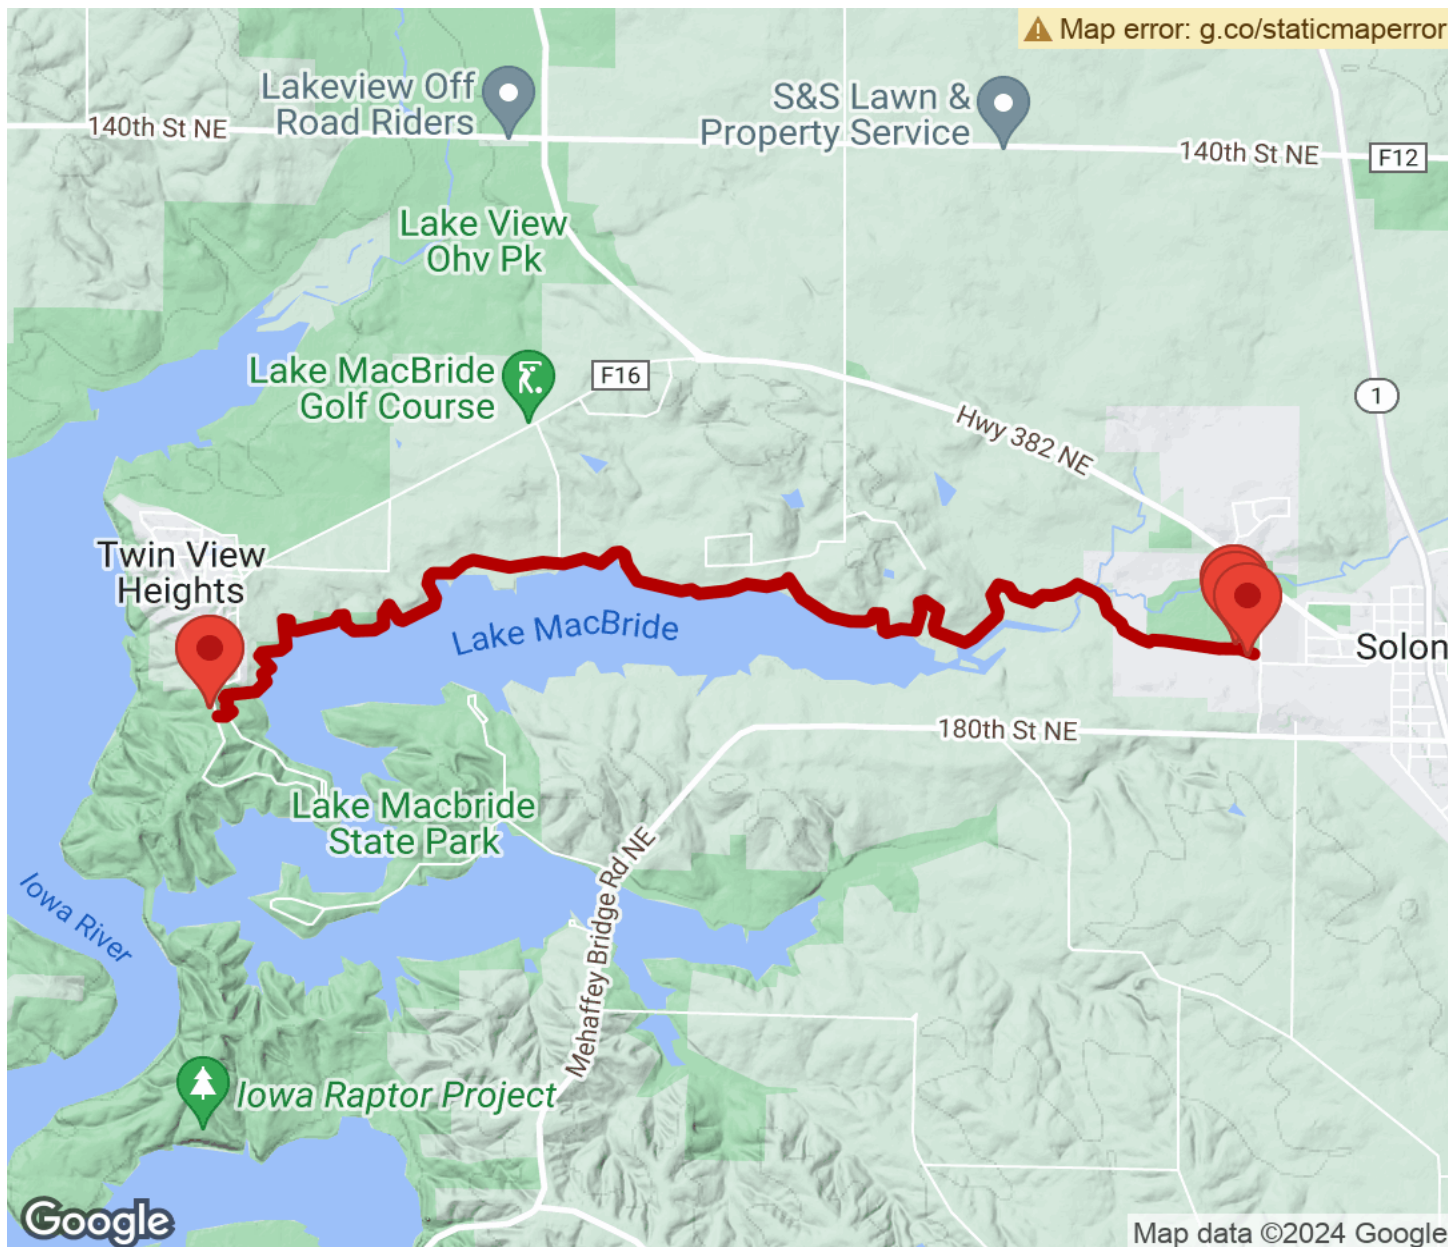 Map error: g.co/staticmaperror
Lakeview Off
Road Riders
S&S Lawn &
Property Service
140th St NE
140th St NE
F12
Lake View
Ohv Pk
Lake MacBride
Golf Course
F16
1
Hwy 382 NE
Twin View
Heights
Lake MacBride
Solon
180th St NE
Lake Macbride
State Park
Mehaffey Bridge Rd NE
Iowa River
Iowa Raptor Project
Google
Map data ©2024 Google